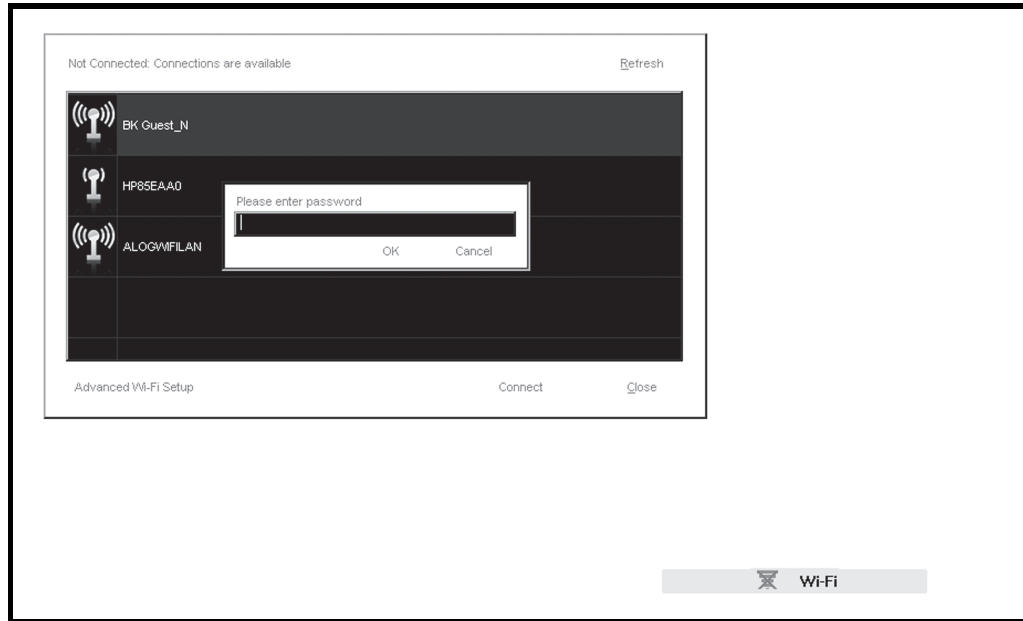 Not Connected: Connections are available Refresh
BK Guest_N
HP85EAA0
Please enter password
ALOGWIFILAN
OK Cancel
Advanced Wi-Fi Setup Connect Close
Wi-Fi